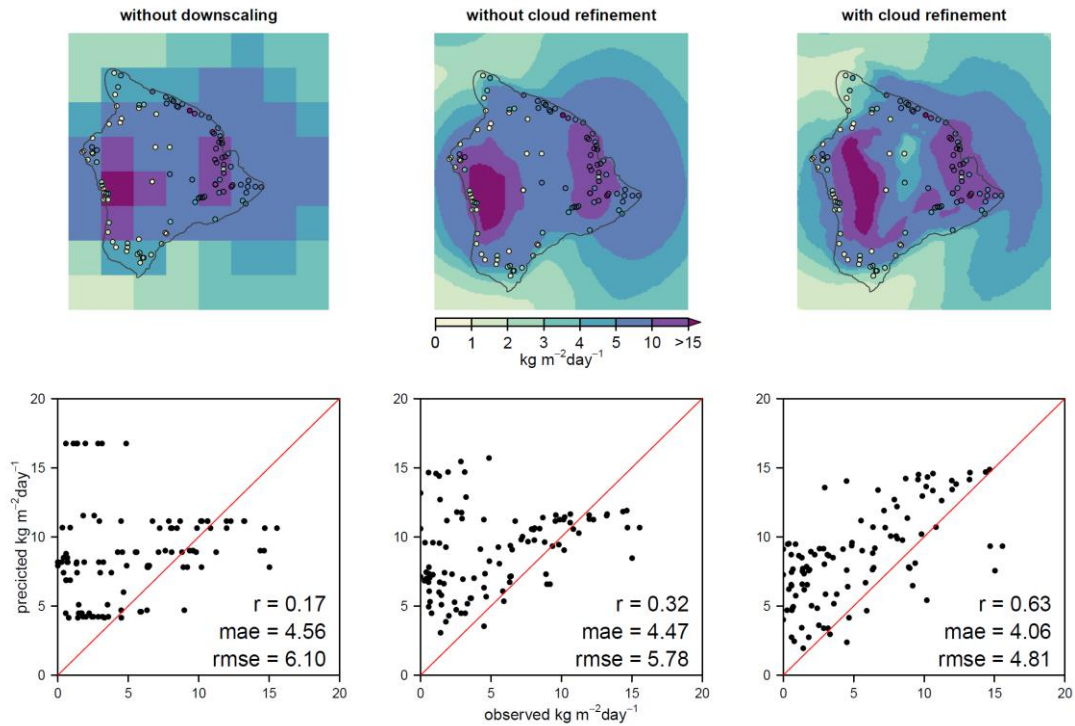 without downscaling without cloud refinement with cloud refinement
0 1 2 3 4 5 10 >15
kg m⁻²day⁻¹
precicted kg m⁻²day⁻¹
20
15
10
5
0
r = 0.17
mae = 4.56
rmse = 6.10
0 5 10 15 20
20
15
10
5
0
r = 0.32
mae = 4.47
rmse = 5.78
0 5 10 15 20
20
15
10
5
0
r = 0.63
mae = 4.06
rmse = 4.81
0 5 10 15 20
observed kg m⁻²day⁻¹